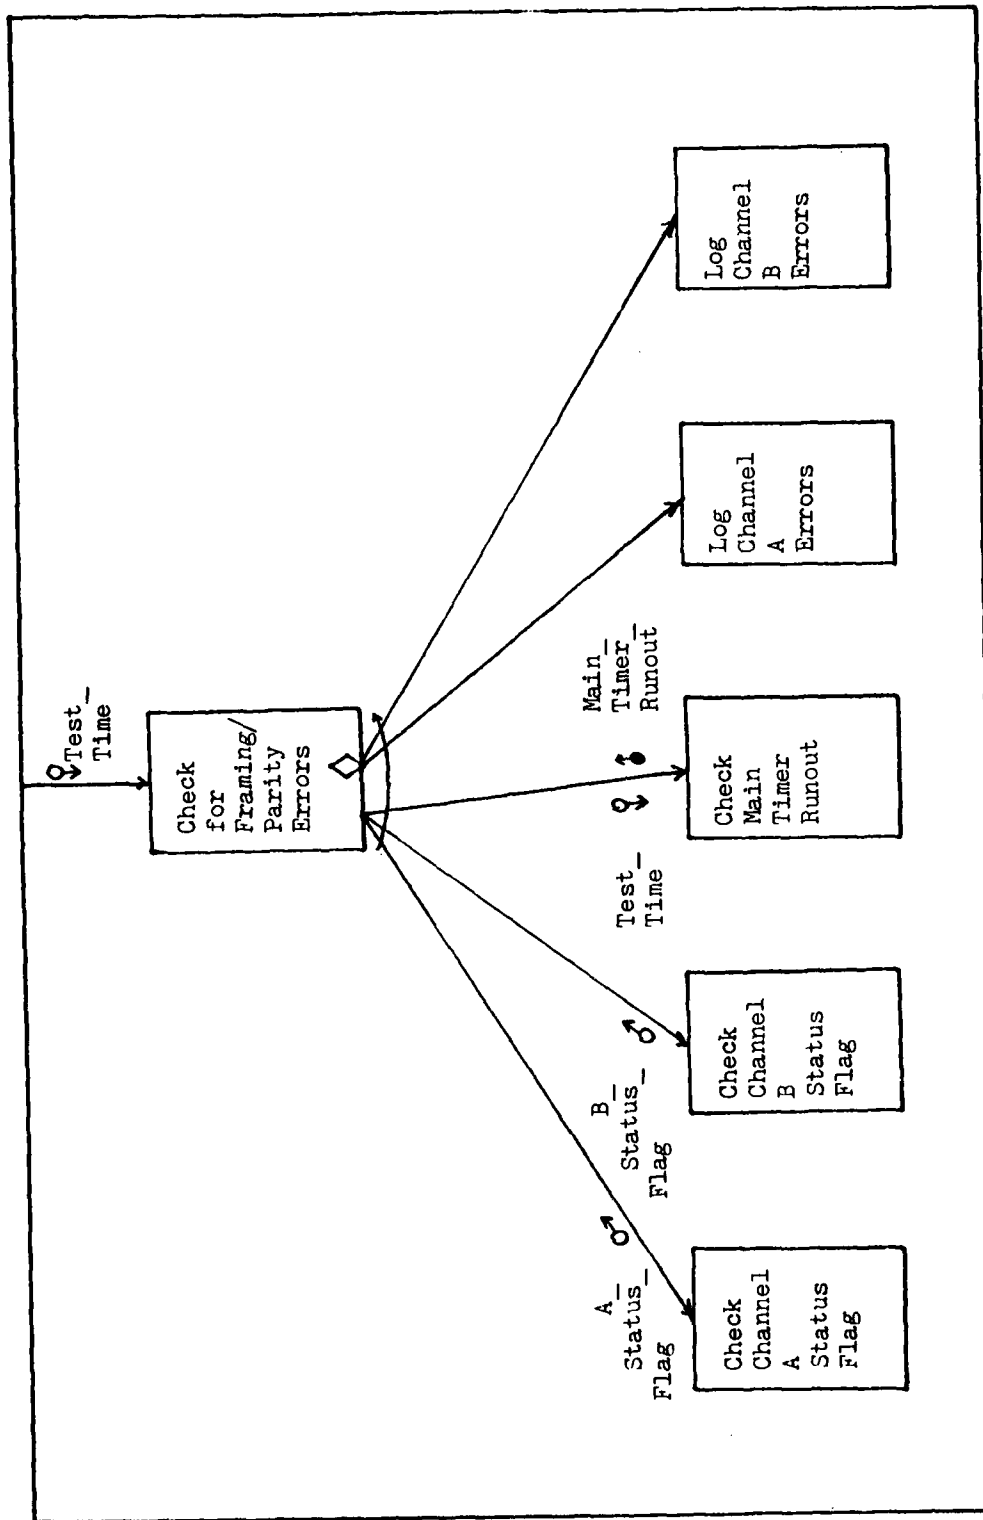 Test_
Time
Check
for
Framing/
Parity
Errors
A_
Status_
Flag
B_
Status_
Flag
Test_
Time
Main_
Timer_
Runout
Check
Channel
A
Status
Flag
Check
Channel
B
Status
Flag
Check
Main
Timer
Runout
Log
Channel
A
Errors
Log
Channel
B
Errors